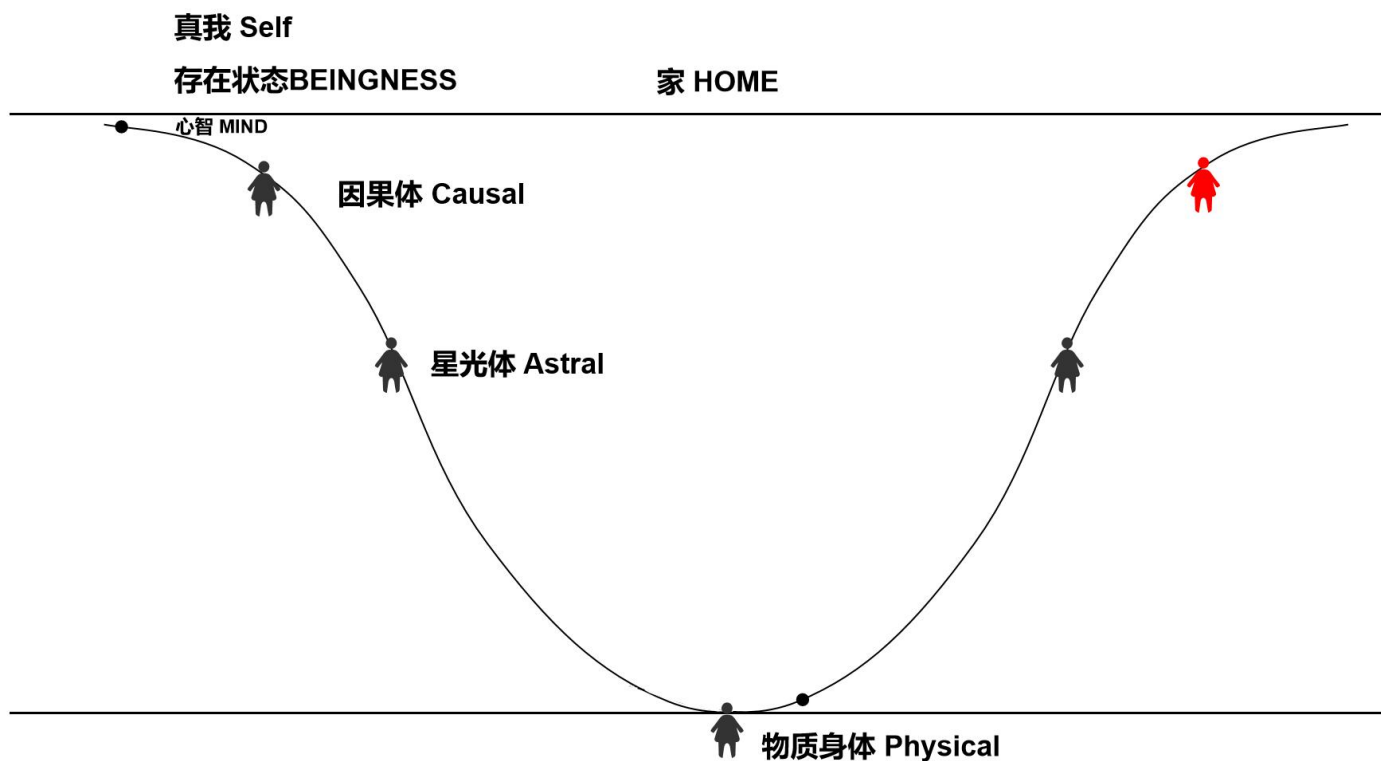 真我 Self
存在状态BEINGNESS
家 HOME
心智 MIND
因果体 Causal
星光体 Astral
物质身体 Physical